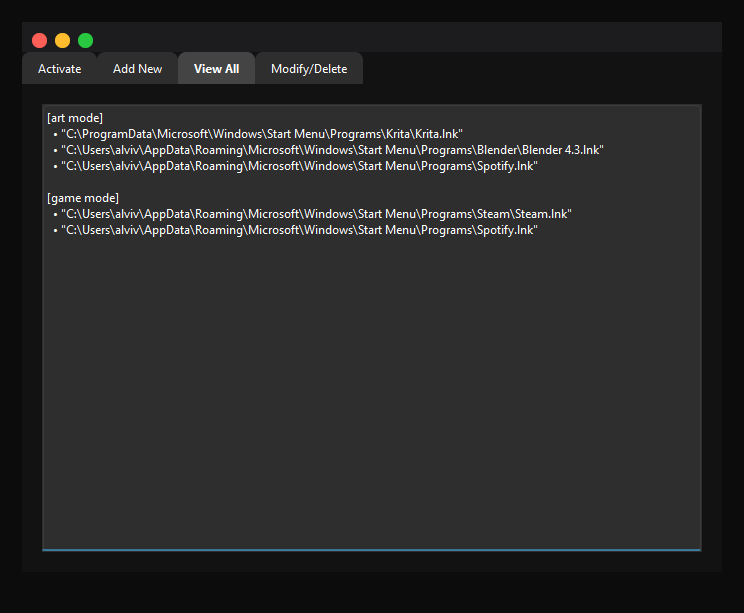 Activate Add New View All Modify/Delete
[art mode]
• "C:\ProgramData\Microsoft\Windows\Start Menu\Programs\Krita\Krita.lnk"
• "C:\Users\alviv\AppData\Roaming\Microsoft\Windows\Start Menu\Programs\Blender\Blender 4.3.lnk"
• "C:\Users\alviv\AppData\Roaming\Microsoft\Windows\Start Menu\Programs\Spotify.lnk"
[game mode]
• "C:\Users\alviv\AppData\Roaming\Microsoft\Windows\Start Menu\Programs\Steam\Steam.lnk"
• "C:\Users\alviv\AppData\Roaming\Microsoft\Windows\Start Menu\Programs\Spotify.lnk"